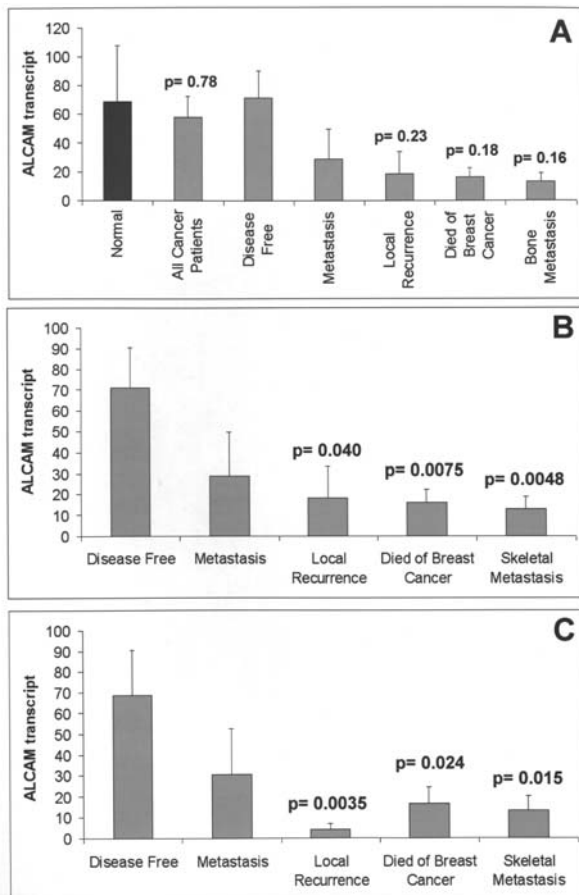 A
ALCAM transcript
120
100
80
60
40
20
0
p= 0.78
p= 0.23
p= 0.18
p= 0.16
Normal
All Cancer
Patients
Disease
Free
Metastasis
Local
Recurrence
Died of
Breast
Cancer
Bone
Metastasis
B
ALCAM transcript
100
90
80
70
60
50
40
30
20
10
0
p= 0.040
p= 0.0075
p= 0.0048
Disease Free
Metastasis
Local
Recurrence
Died of Breast
Cancer
Skeletal
Metastasis
C
ALCAM transcript
100
90
80
70
60
50
40
30
20
10
0
p= 0.0035
p= 0.024
p= 0.015
Disease Free
Metastasis
Local
Recurrence
Died of Breast
Cancer
Skeletal
Metastasis